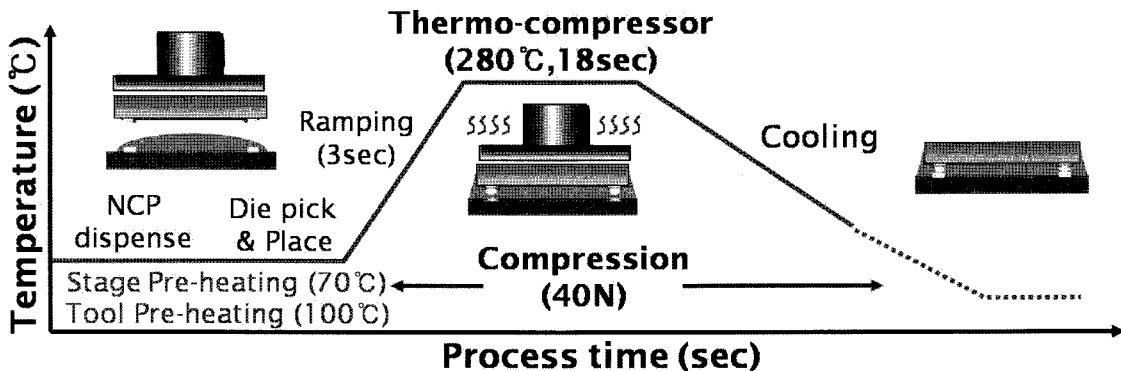 Thermo-compressor
(280℃,18sec)
Temperature (℃)
Ramping
(3sec)
Cooling
NCP
dispense
Die pick
& Place
Stage Pre-heating (70℃)
Tool Pre-heating (100℃)
Compression
(40N)
Process time (sec)